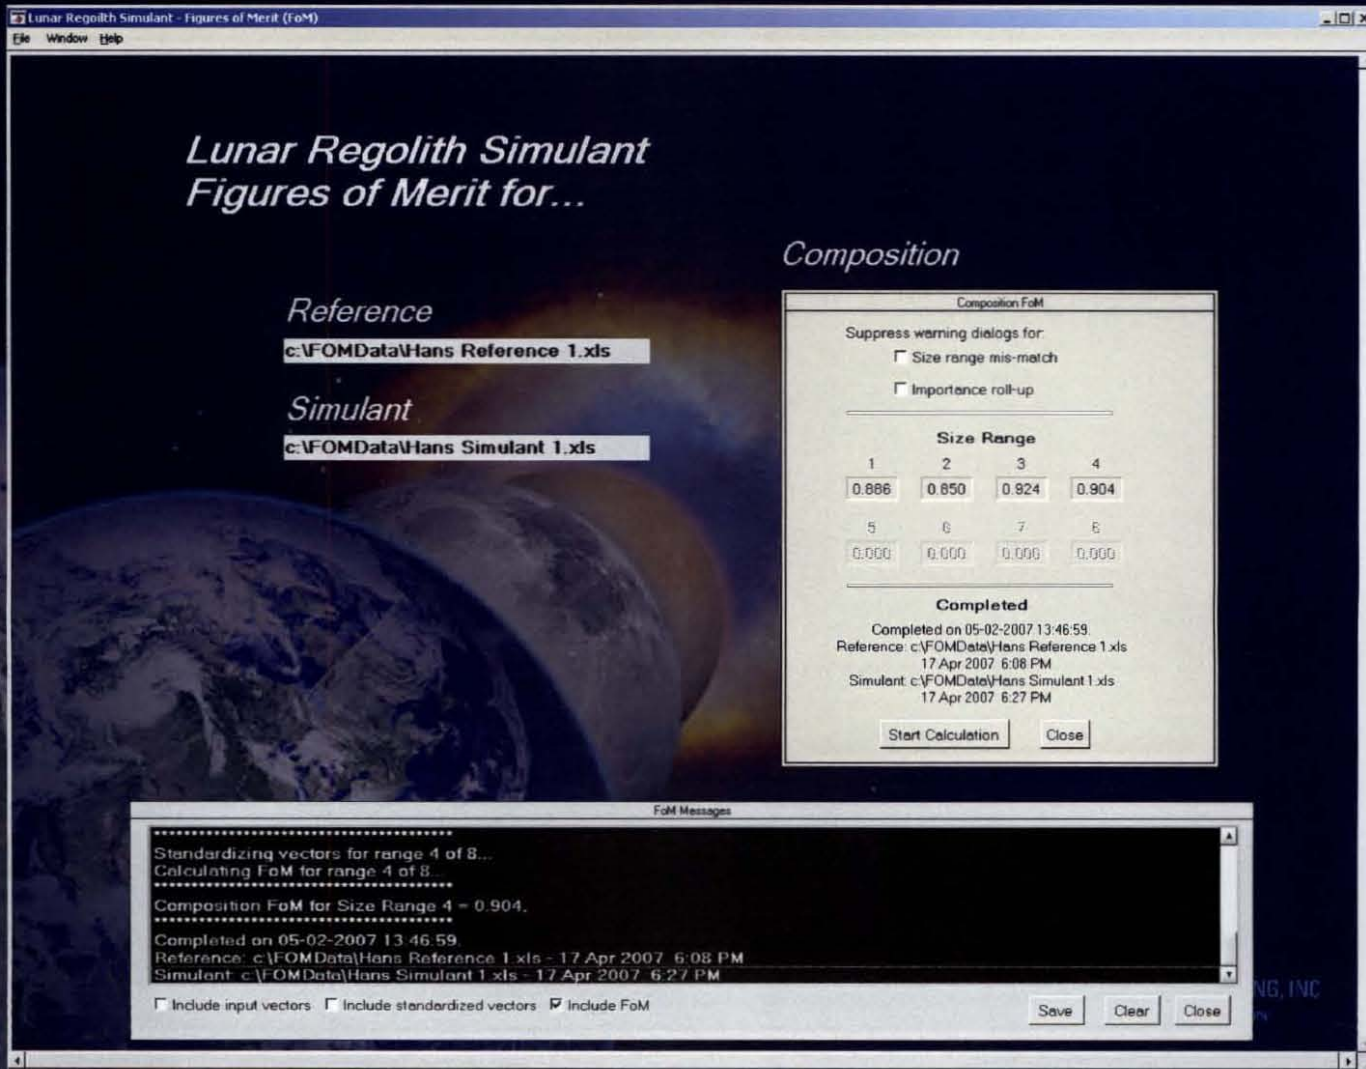 Lunar Regoilth Simulant - Figures of Merit (FoM)
File Window Help
Lunar Regolith Simulant
Figures of Merit for...
Composition
Reference
c:\FOMData\Hans Reference 1.xls
Simulant
c:\FOMData\Hans Simulant 1.xls
Composition FoM
Suppress warning dialogs for
Size range mis-match
Importance roll-up
Size Range
1 2 3 4
0.886 0.850 0.924 0.904
5 6 7 8
0.000 0.000 0.000 0.000
Completed
Completed on 05-02-2007 13:46:59.
Reference: c:\FOMData\Hans Reference 1.xls
17 Apr 2007 6:08 PM
Simulant: c:\FOMData\Hans Simulant 1.xls
17 Apr 2007 6:27 PM
Start Calculation Close
FoM Messages
****************************************
Standardizing vectors for range 4 of 8...
Calculating FoM for range 4 of 8...
****************************************
Composition FoM for Size Range 4 = 0.904.
****************************************
Completed on 05-02-2007 13:46:59.
Reference: c:\FOMData\Hans Reference 1.xls - 17 Apr 2007 6:08 PM
Simulant: c:\FOMData\Hans Simulant 1.xls - 17 Apr 2007 6:27 PM
Include input vectors Include standardized vectors Include FoM
Save Clear Close
NG, INC